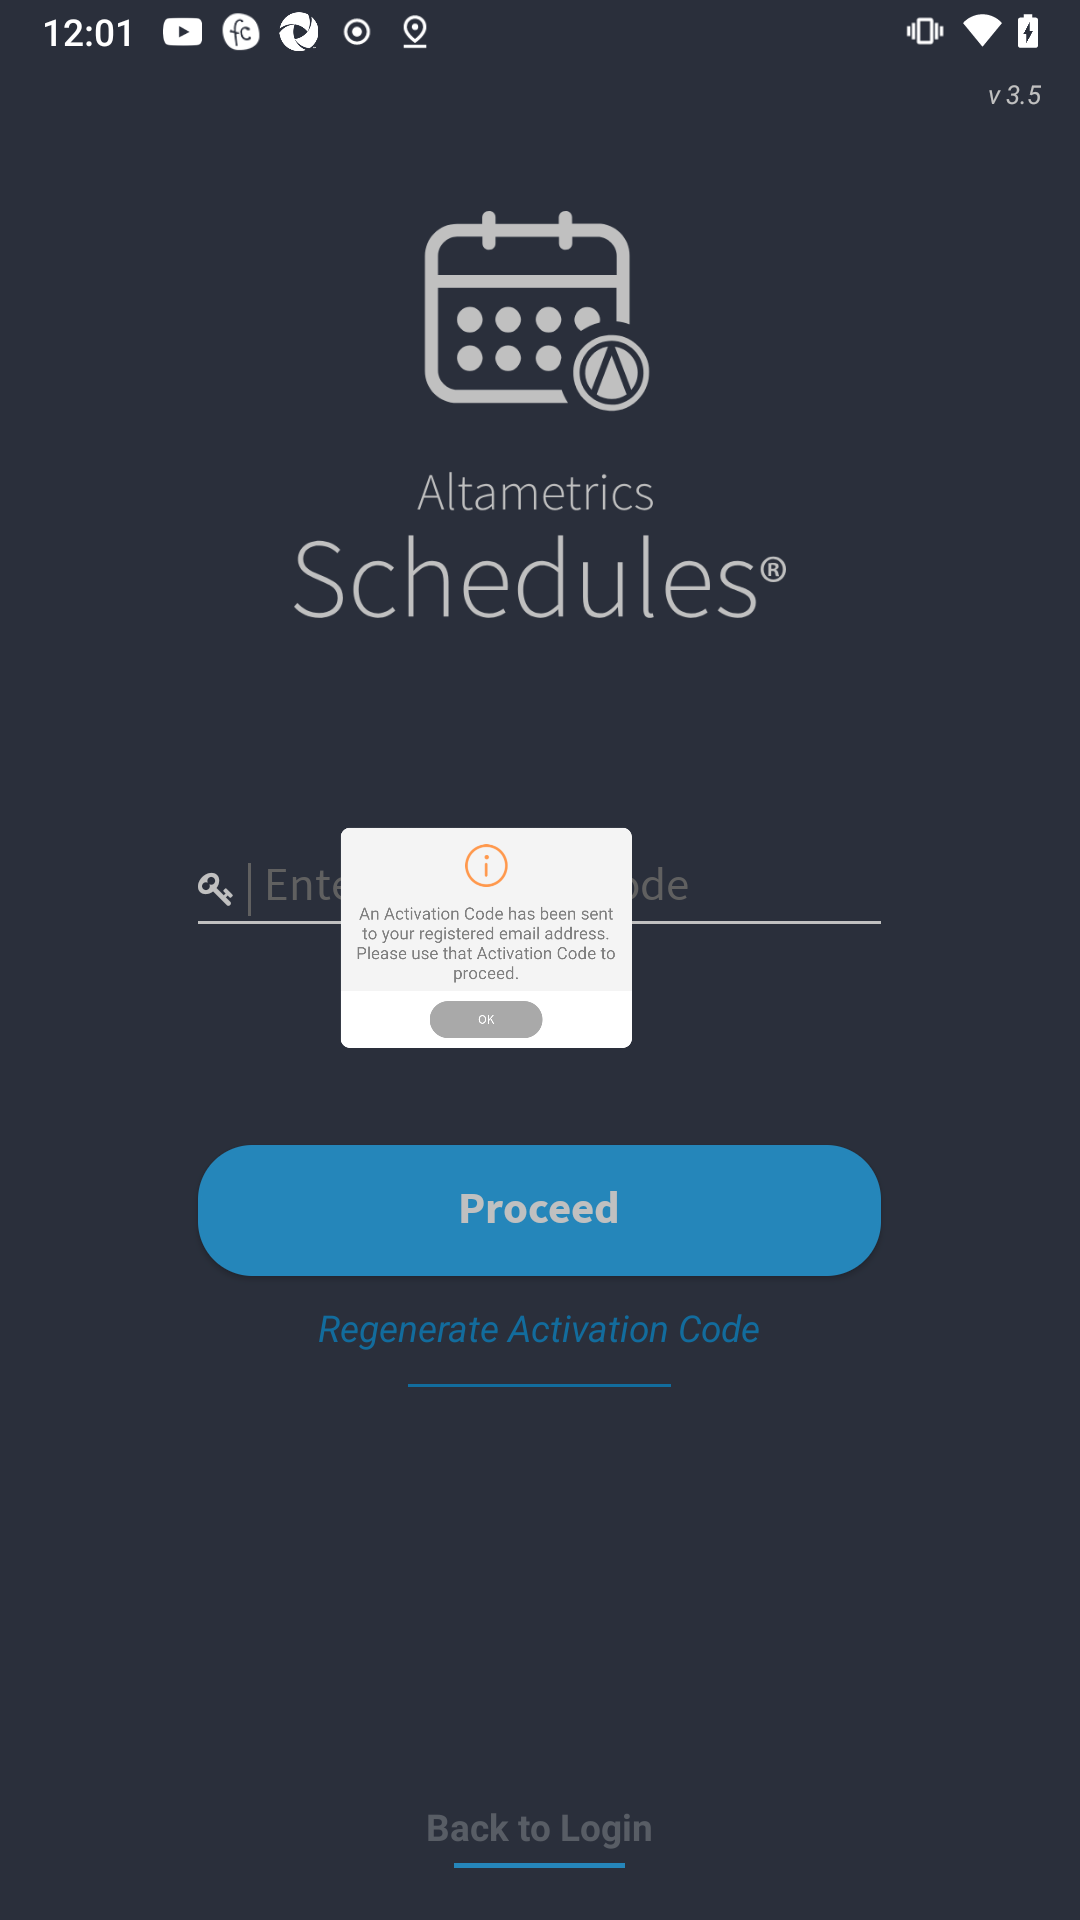 12:01
v 3.5
Altametrics
Schedules®
Ente ode
An Activation Code has been sent
to your registered email address.
Please use that Activation Code to
proceed.
OK
Proceed
Regenerate Activation Code
Back to Login